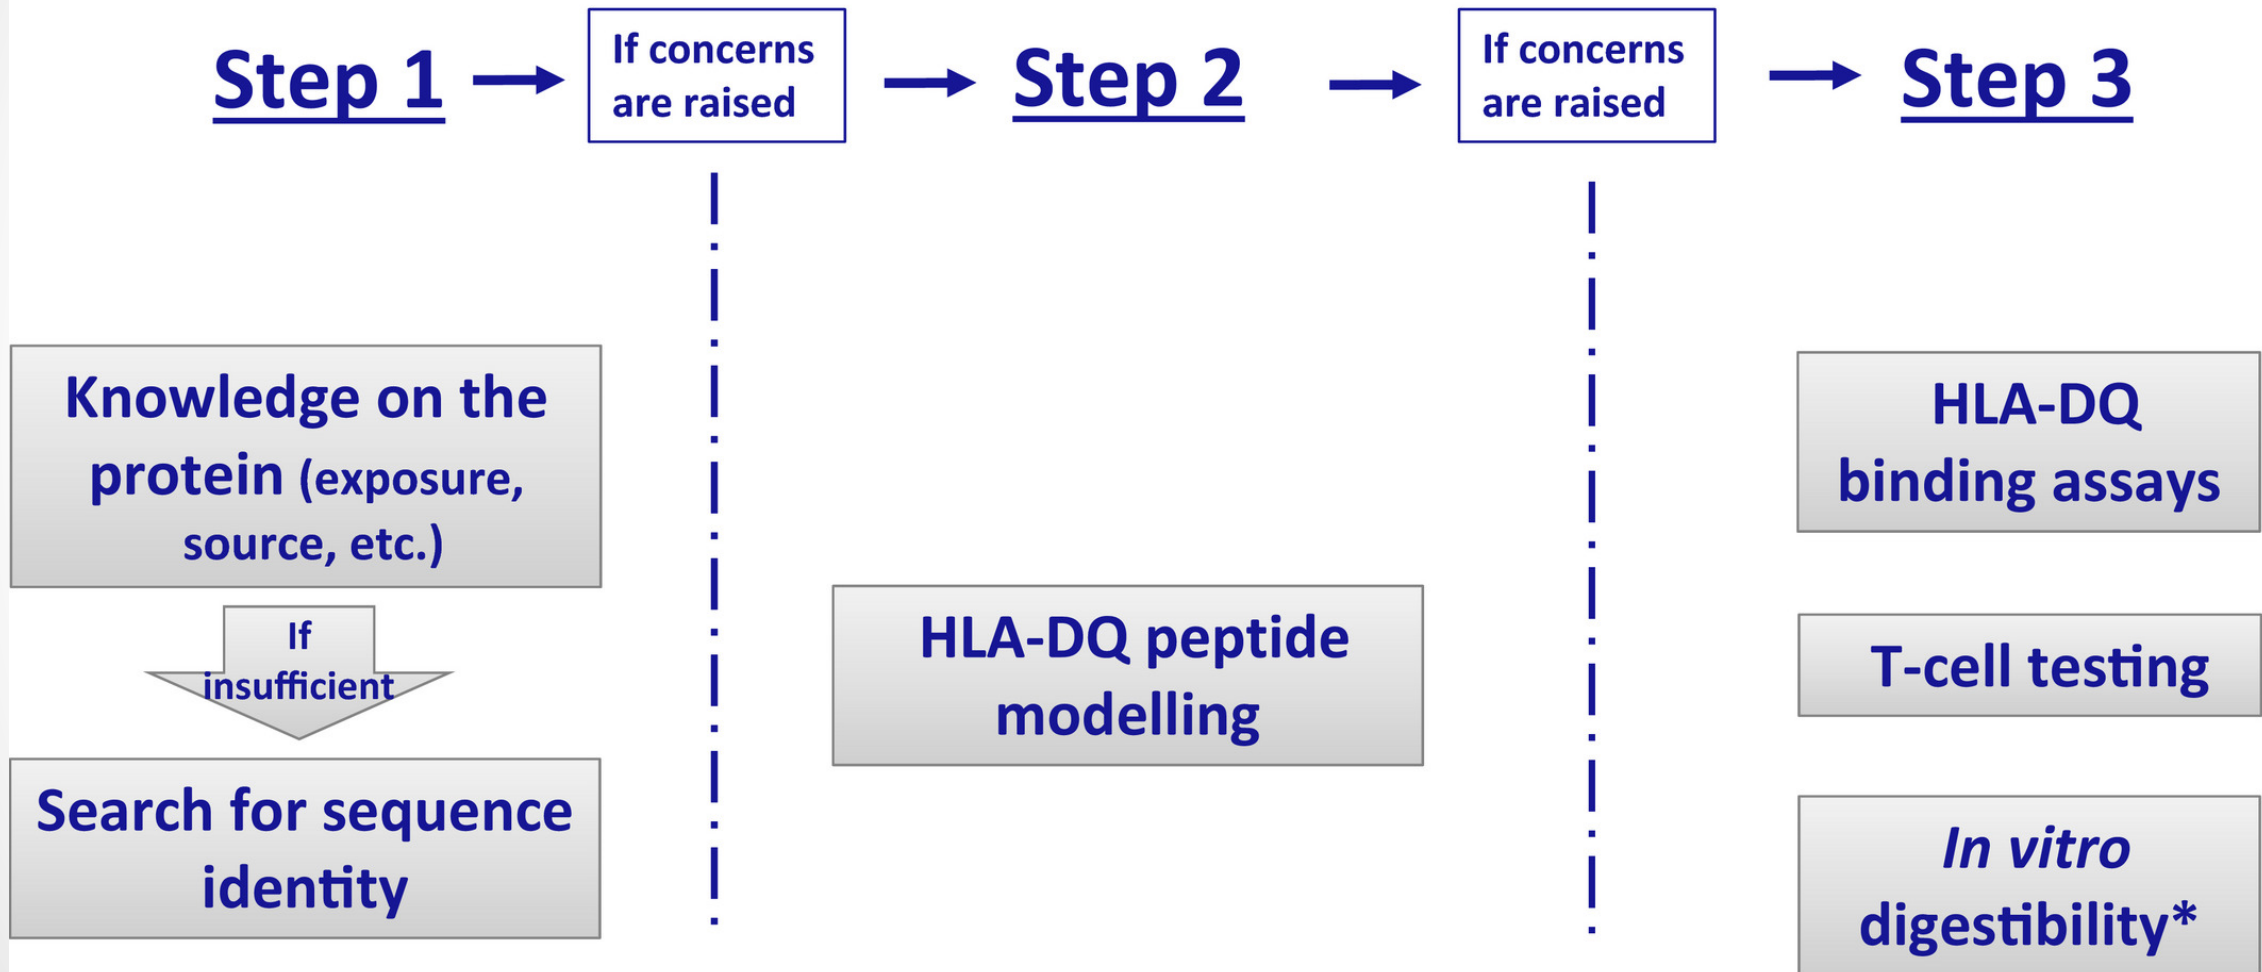 Step 1
If concerns
are raised
Step 2
If concerns
are raised
Step 3
Knowledge on the
protein (exposure,
source, etc.)
If
insufficient
Search for sequence
identity
HLA-DQ peptide
modelling
HLA-DQ
binding assays
T-cell testing
In vitro
digestibility*